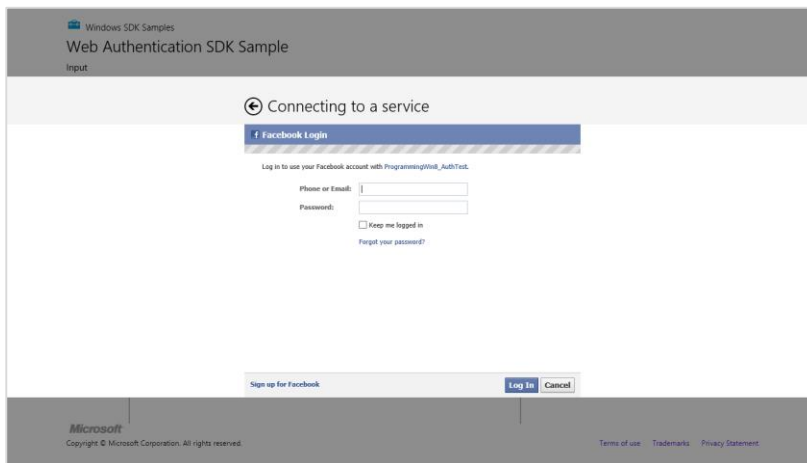 Windows SDK Samples
Web Authentication SDK Sample
Input
Connecting to a service
f Facebook Login
Log in to use your Facebook account with ProgrammingWin8_AuthTest.
Phone or Email:
Password:
Keep me logged in
Forgot your password?
Sign up for Facebook Log In Cancel
Microsoft
Copyright © Microsoft Corporation. All rights reserved. Terms of use Trademarks Privacy Statement